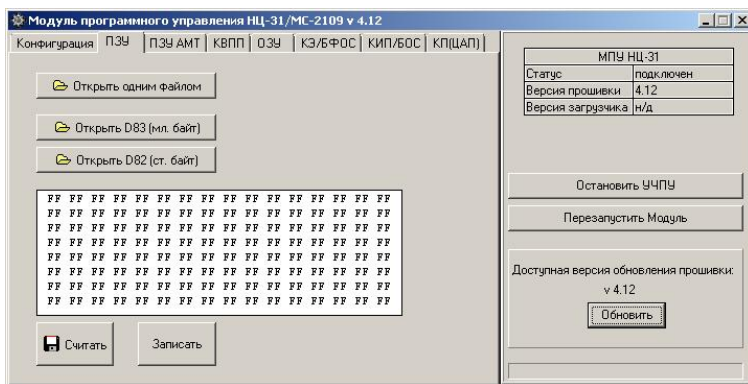 Модуль программного управления НЦ-31/МС-2109 v 4.12
Конфигурация ПЗУ ПЗУ АМТ КВПП ОЗУ КЭ/БФОС КИП/БОС КП(ЦАП)
Открыть одним файлом
Открыть D83 (мл. байт)
Открыть D82 (ст. байт)
FF FF FF FF FF FF FF FF FF FF FF FF FF FF FF FF
FF FF FF FF FF FF FF FF FF FF FF FF FF FF FF FF
FF FF FF FF FF FF FF FF FF FF FF FF FF FF FF FF
FF FF FF FF FF FF FF FF FF FF FF FF FF FF FF FF
FF FF FF FF FF FF FF FF FF FF FF FF FF FF FF FF
FF FF FF FF FF FF FF FF FF FF FF FF FF FF FF FF
FF FF FF FF FF FF FF FF FF FF FF FF FF FF FF FF
FF FF FF FF FF FF FF FF FF FF FF FF FF FF FF FF
Считать Записать
МПУ НЦ-31
Статус подключен
Версия прошивки 4.12
Версия загрузчика н/д
Остановить УЧПУ
Перезапустить Модуль
Доступная версия обновления прошивки:
v 4.12
Обновить